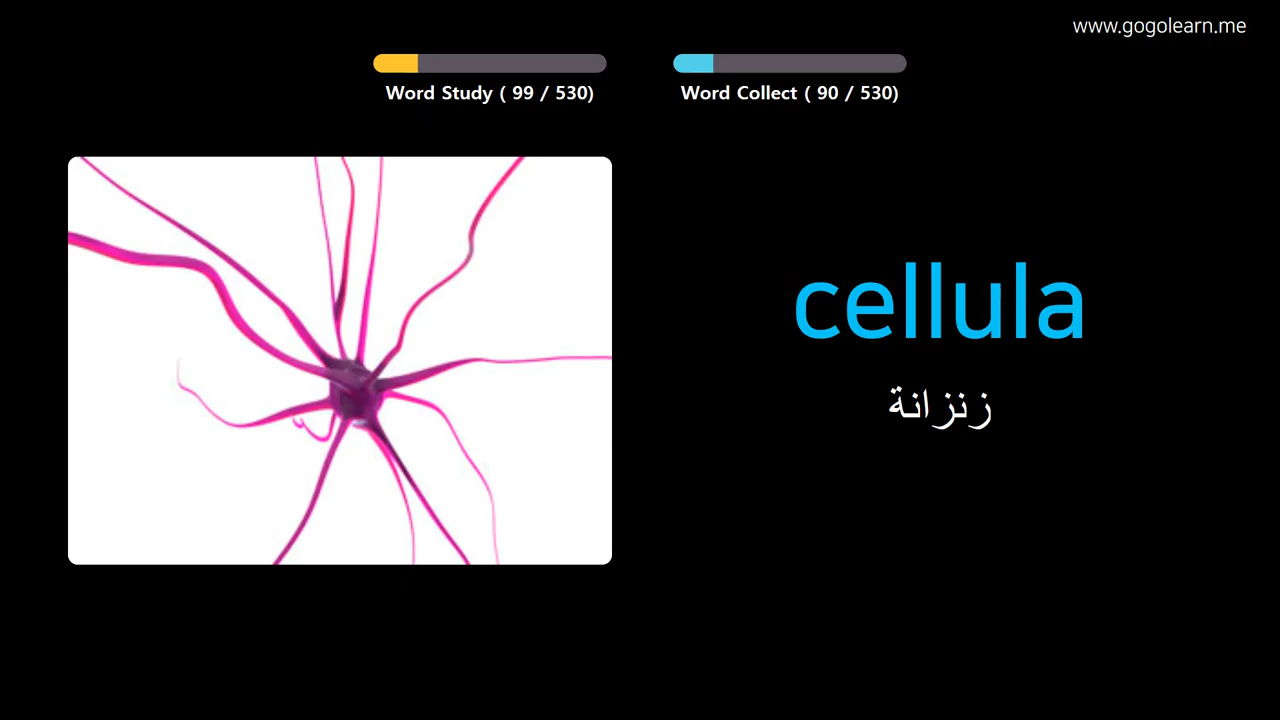 www.gogolearn.me
Word Study ( 99 / 530)
Word Collect ( 90 / 530)
cellula
زنزانة